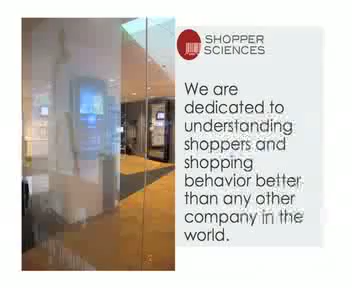 SHOPPER
SCIENCES
We are
dedicated to
understanding
shoppers and
shopping
behavior better
than any other
company in the
world.